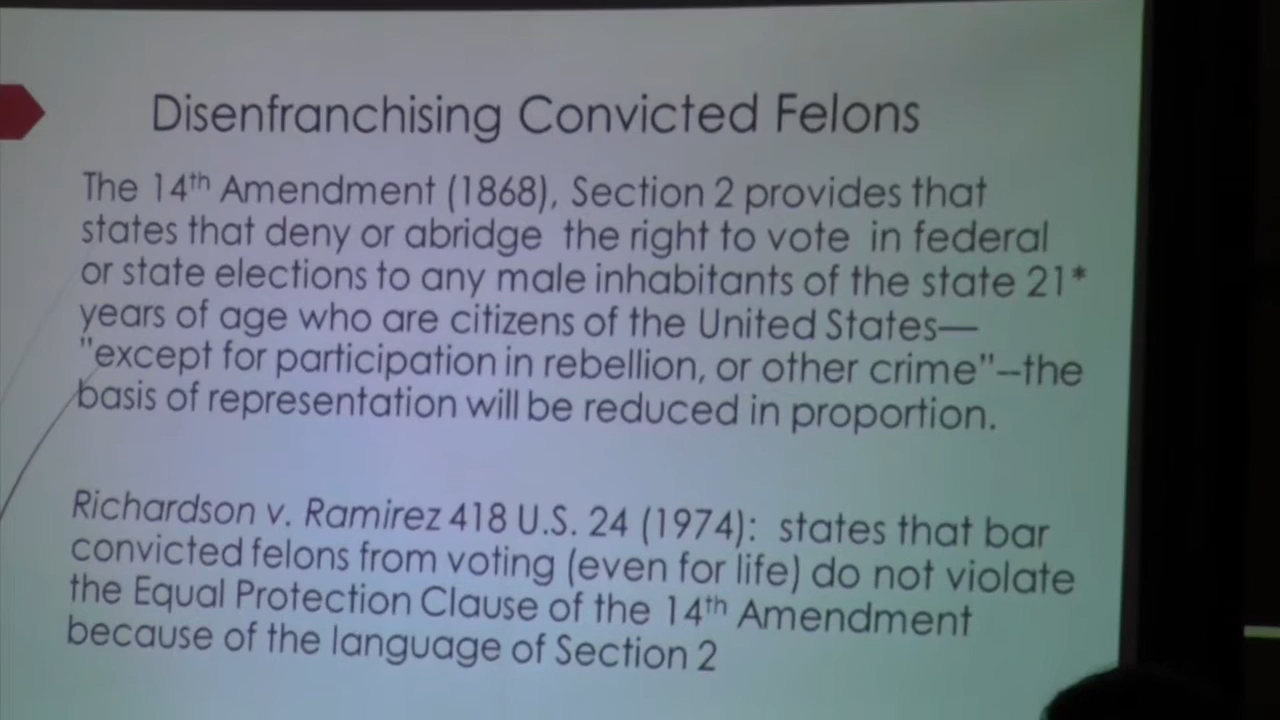 Disenfranchising Convicted Felons
The 14th Amendment (1868), Section 2 provides that
states that deny or abridge the right to vote in federal
or state elections to any male inhabitants of the state 21*
years of age who are citizens of the United States—
"except for participation in rebellion, or other crime"—the
basis of representation will be reduced in proportion.
Richardson v. Ramirez 418 U.S. 24 (1974): states that bar
convicted felons from voting (even for life) do not violate
the Equal Protection Clause of the 14th Amendment
because of the language of Section 2